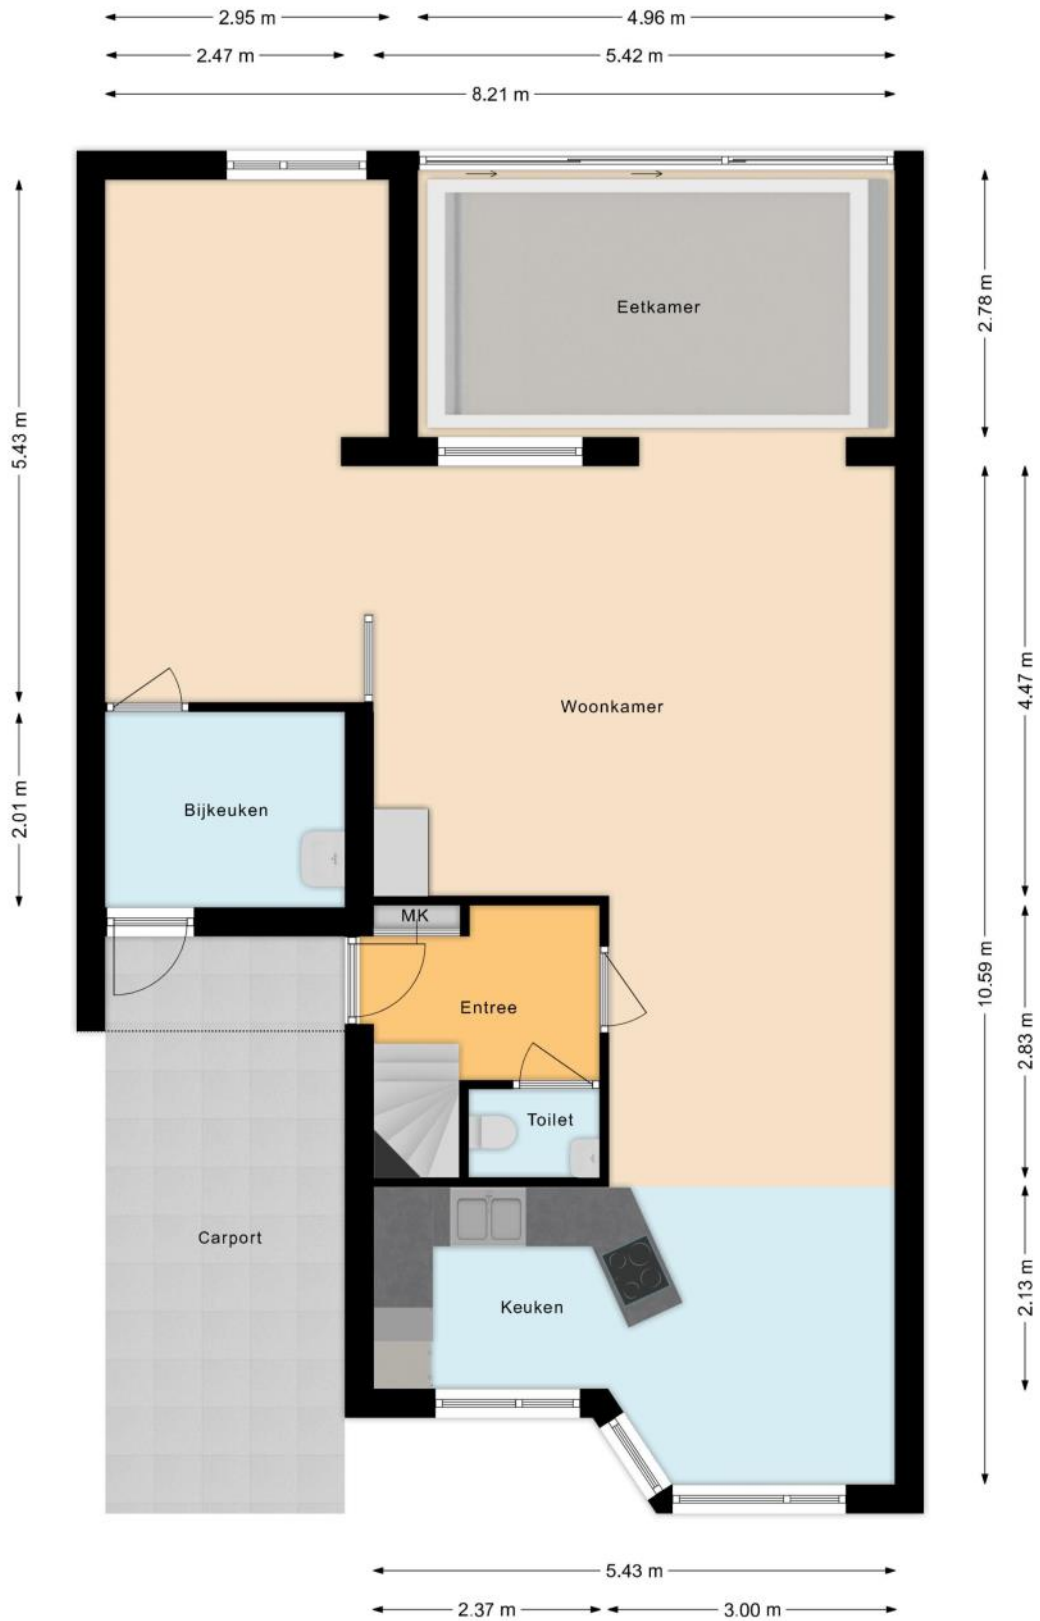 2.95 m
4.96 m
2.47 m
5.42 m
8.21 m
Eetkamer
2.78 m
5.43 m
4.47 m
Woonkamer
Bijkeuken
2.01 m
MK
10.59 m
Entree
2.83 m
Toilet
Carport
Keuken
2.13 m
5.43 m
2.37 m
3.00 m